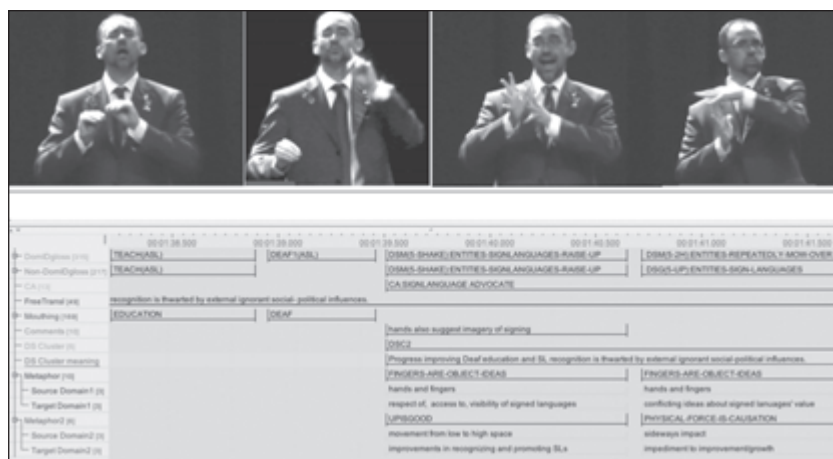 00:01:38.500 00:01:39.000 00:01:39.500 00:01:40.000 00:01:40.500 00:01:41.000 00:01:41.500
TEACH(ASL) DEAF1(ASL) DSM(5-SHAKE):ENTITIES-SIGNLANGUAGES-RAISE-UP DSM(5-2H):ENTITIES-REPEATEDLY-MOW-OVER
Non-DomIDgloss TEACH(ASL) DSM(5-SHAKE):ENTITIES-SIGNLANGUAGES-RAISE-UP DSG(5-UP):ENTITIES-SIGN-LANGUAGES
CA CA:SIGNLANGUAGE ADVOCATE
FreeTransl recognition is thwarted by external ignorant social- political influences.
Mouthing EDUCATION DEAF
Comments hands also suggest imagery of signing
DS Cluster DSC2
DS Cluster meaning Progress improving Deaf education and SL recognition is thwarted by external ignorant social-political influences.
Metaphor FINGERS-ARE-OBJECT-IDEAS FINGERS-ARE-OBJECT-IDEAS
Source Domain1 hands and fingers hands and fingers
Target Domain1 respect of, access to, visibility of signed languages conflicting ideas about signed lanuages' value
Metaphor2 UPISGOOD PHYSICAL-FORCE-IS-CAUSATION
Source Domain2 movement from low to high space sideways impact
Target Domain2 improvements in recognizing and promoting SLs impediment to improvement/growth